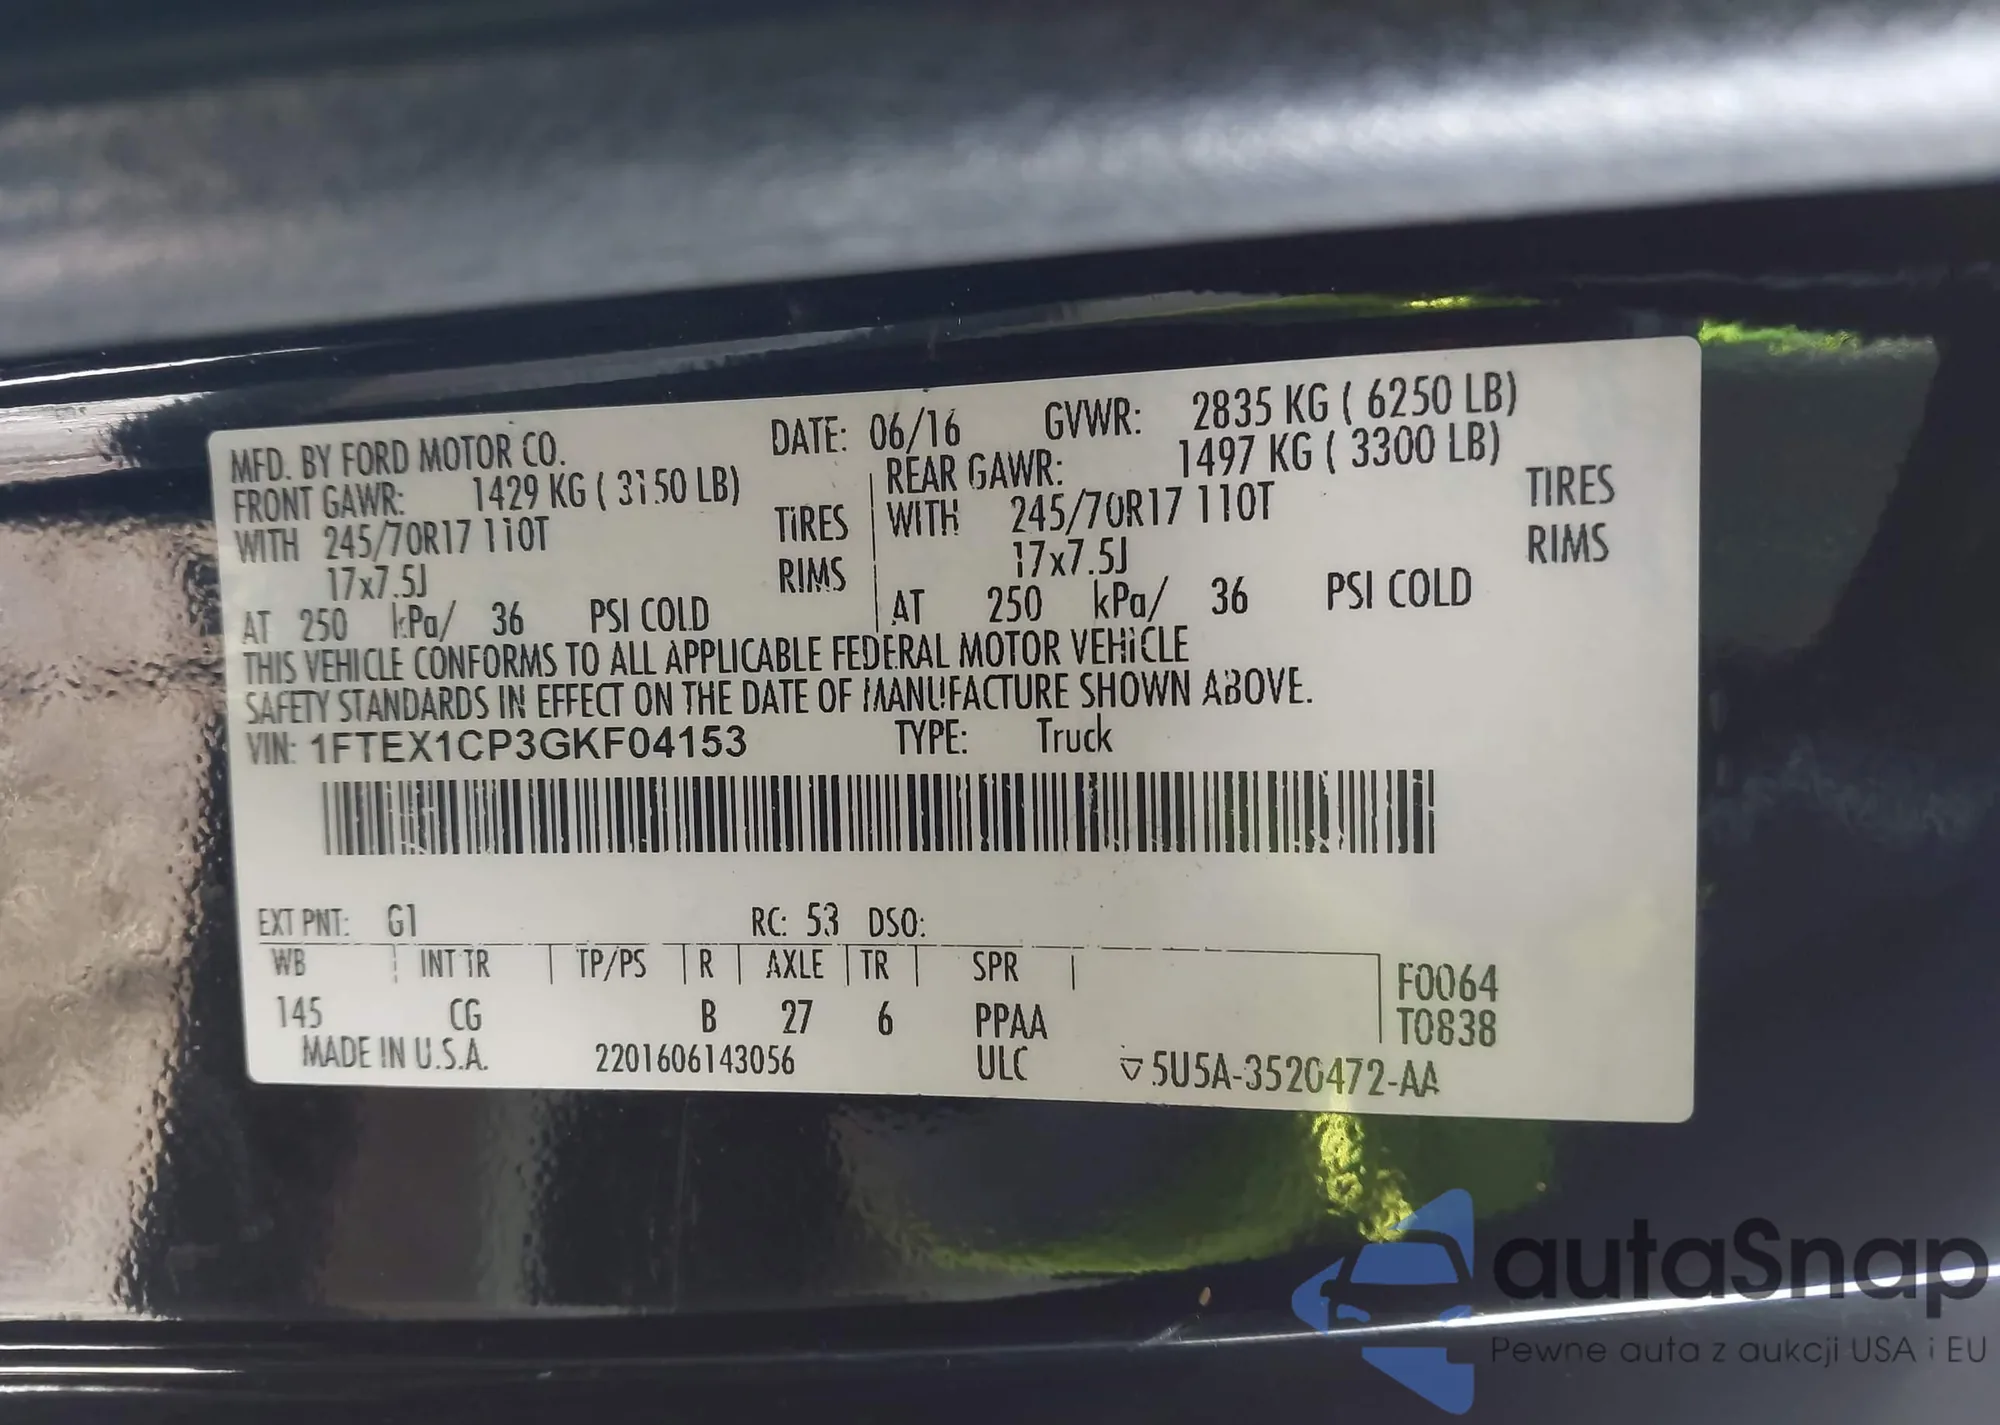 MFD. BY FORD MOTOR CO. DATE: 06/16 GVWR: 2835 KG ( 6250 LB)
FRONT GAWR: 1429 KG ( 3150 LB) REAR GAWR: 1497 KG ( 3300 LB)
WITH 245/70R17 110T TIRES WITH 245/70R17 110T TIRES
17x7.5J RIMS 17x7.5J RIMS
AT 250 kPa/ 36 PSI COLD AT 250 kPa/ 36 PSI COLD
THIS VEHICLE CONFORMS TO ALL APPLICABLE FEDERAL MOTOR VEHICLE
SAFETY STANDARDS IN EFFECT ON THE DATE OF MANUFACTURE SHOWN ABOVE.
VIN: 1FTEX1CP3GKF04153 TYPE: Truck
EXT PNT: G1 RC: 53 DSO:
WB INT TR TP/PS R AXLE TR SPR
F0064
145 CG B 27 6 PPAA T0838
MADE IN U.S.A. 2201606143056 ULC ▽5U5A-3520472-AA
autaSnap
Pewne auta z aukcji USA i EU